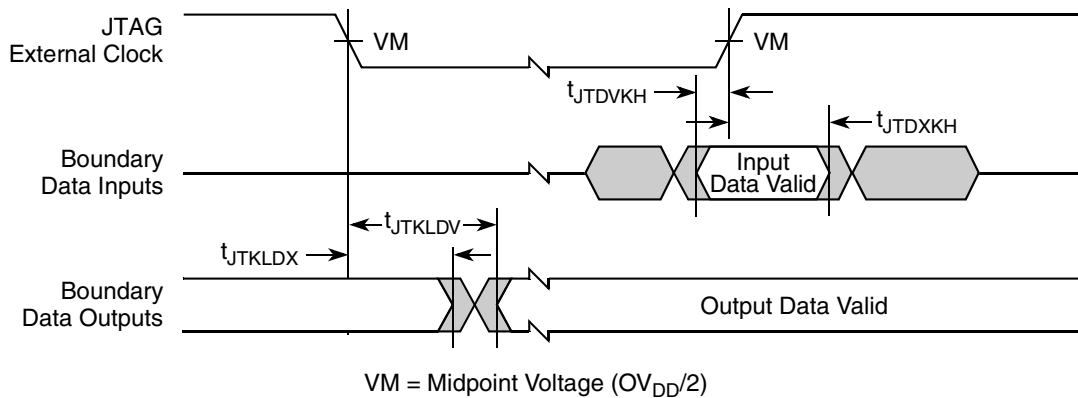 JTAG
External Clock
VM
VM
tJTDVKH
tJTDXKH
Boundary
Data Inputs
Input
Data Valid
tJTKLDV
tJTKLDX
Boundary
Data Outputs
Output Data Valid
VM = Midpoint Voltage (OVDD/2)